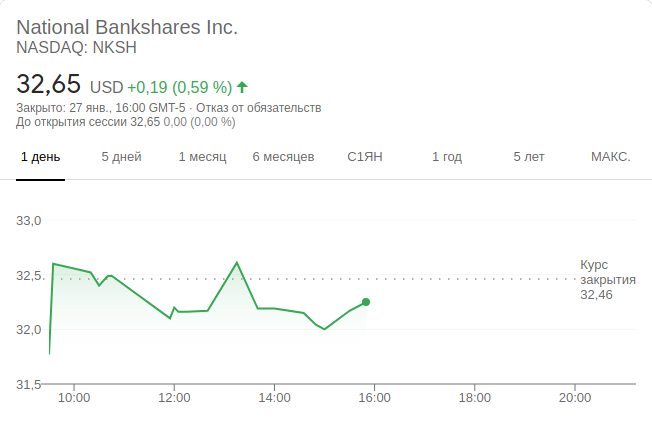 National Bankshares Inc.
NASDAQ: NKSH
32,65 USD +0,19 (0,59 %)
Закрыто: 27 янв., 16:00 GMT-5 · Отказ от обязательств
До открытия сессии 32,65 0,00 (0,00 %)
1 день 5 дней 1 месяц 6 месяцев С1ЯН 1 год 5 лет МАКС.
33,0
32,5
32,0
31,5
Курс
закрытия
32,46
10:00 12:00 14:00 16:00 18:00 20:00